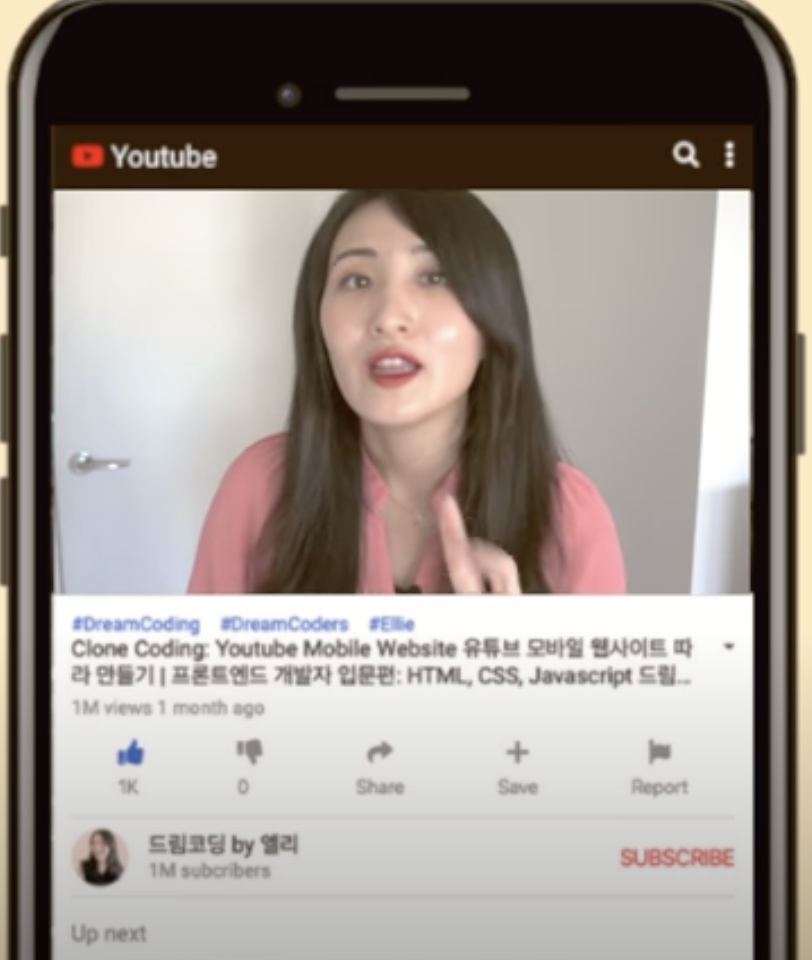 Youtube
#DreamCoding #DreamCoders #Ellie
Clone Coding: Youtube Mobile Website 유튜브 모바일 웹사이트 따
라 만들기 | 프론트엔드 개발자 입문편: HTML, CSS, Javascript 드림...
1M views 1 month ago
1K 0 Share Save Report
드림코딩 by 엘리
1M subcribers
SUBSCRIBE
Up next